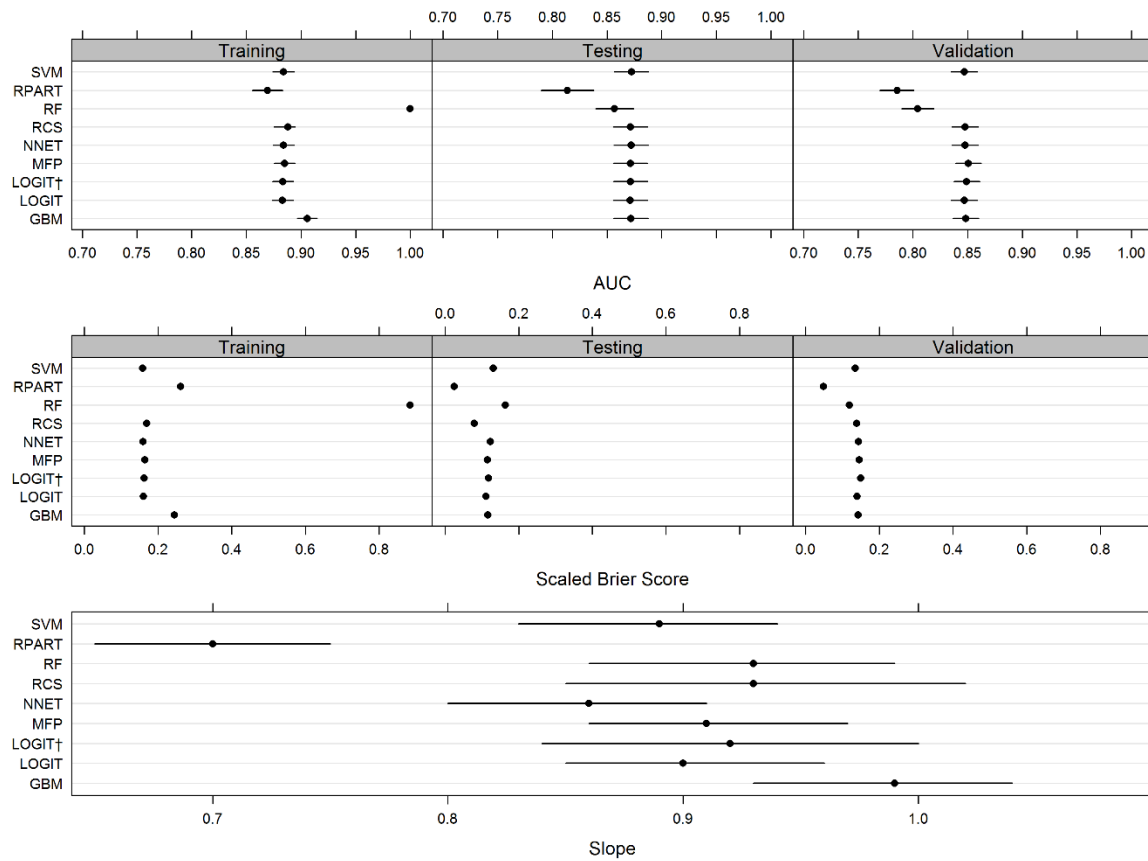 0.70 0.75 0.80 0.85 0.90 0.95 1.00
Training Testing Validation
SVM
RPART
RF
RCS
NNET
MFP
LOGIT†
LOGIT
GBM
0.70 0.75 0.80 0.85 0.90 0.95 1.00 0.70 0.75 0.80 0.85 0.90 0.95 1.00
AUC
0.0 0.2 0.4 0.6 0.8
Training Testing Validation
SVM
RPART
RF
RCS
NNET
MFP
LOGIT†
LOGIT
GBM
0.0 0.2 0.4 0.6 0.8 0.0 0.2 0.4 0.6 0.8
Scaled Brier Score
SVM
RPART
RF
RCS
NNET
MFP
LOGIT†
LOGIT
GBM
0.7 0.8 0.9 1.0
Slope